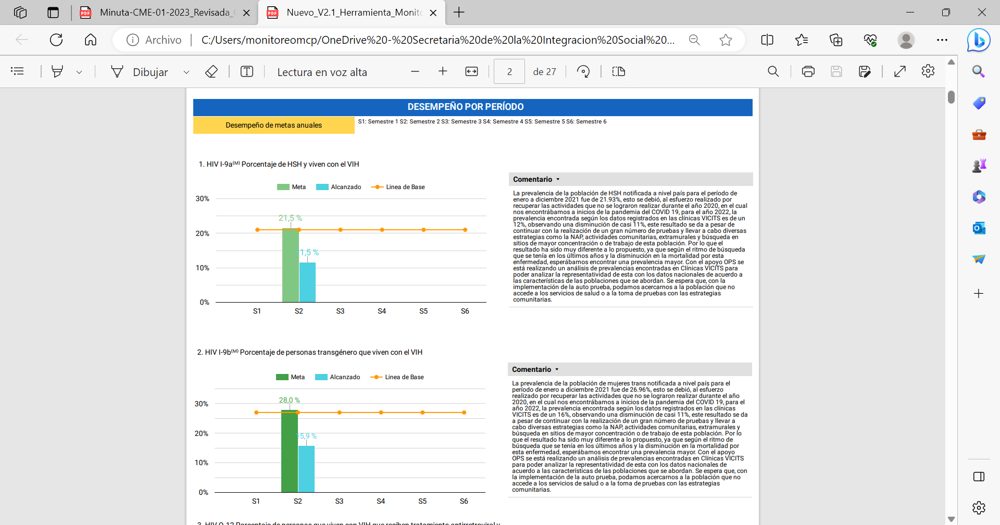 Minuta-CME-01-2023_Revisada_
Nuevo_V2.1_Herramienta_Monito
Archivo
C:/Users/monitoreomcp/OneDrive%20-%20Secretaria%20de%20la%20Integracion%20Social%20...
Dibujar
Lectura en voz alta
2
de 27
DESEMPEÑO POR PERÍODO
Desempeño de metas anuales
S1: Semestre 1 S2: Semestre 2 S3: Semestre 3 S4: Semestre 4 S5: Semestre 5 S6: Semestre 6
1. HIV I-9a⁽ᴹ⁾ Porcentaje de HSH y viven con el VIH
Meta
Alcanzado
Linea de Base
30%
20%
10%
0%
21,5 %
1,5 %
S1
S2
S3
S4
S5
S6
Comentario
La prevalencia de la población de HSH notificada a nivel país para el período de
enero a diciembre 2021 fue de 21.93%, esto se debió, al esfuerzo realizado por
recuperar las actividades que no se lograron realizar durante el año 2020, en el cual
nos encontrábamos a inicios de la pandemia del COVID 19, para el año 2022, la
prevalencia encontrada según los datos registrados en las clínicas VICITS es de un
12%, observando una disminución de casi 11%, este resultado se da a pesar de
continuar con la realización de un gran número de pruebas y llevar a cabo diversas
estrategias como la NAP, actividades comunitarias, extramurales y búsqueda en
sitios de mayor concentración o de trabajo de esta población. Por lo que el
resultado ha sido muy diferente a lo propuesto, ya que según el ritmo de búsqueda
que se tenía en los últimos años y la disminución en la mortalidad por esta
enfermedad, esperábamos encontrar una prevalencia mayor. Con el apoyo OPS se
está realizando un análisis de prevalencias encontradas en Clínicas VICITS para
poder analizar la representatividad de esta con los datos nacionales de acuerdo a
las características de las poblaciones que se abordan. Se espera que, con la
implementación de la auto prueba, podamos acercarnos a la población que no
accede a los servicios de salud o a la toma de pruebas con las estrategias
comunitarias.
2. HIV I-9b⁽ᴹ⁾ Porcentaje de personas transgénero que viven con el VIH
Meta
Alcanzado
Linea de Base
30%
20%
10%
0%
28,0 %
15,9 %
S1
S2
S3
S4
S5
S6
Comentario
La prevalencia de la población de mujeres trans notificada a nivel país para el
período de enero a diciembre 2021 fue de 26.96%, esto se debió, al esfuerzo
realizado por recuperar las actividades que no se lograron realizar durante el año
2020, en el cual nos encontrábamos a inicios de la pandemia del COVID 19, para el
año 2022, la prevalencia encontrada según los datos registrados en las clínicas
VICITS es de un 16%, observando una disminución de casi 11%, este resultado se da
a pesar de continuar con la realización de un gran número de pruebas y llevar a
cabo diversas estrategias como la NAP, actividades comunitarias, extramurales y
búsqueda en sitios de mayor concentración o de trabajo de esta población. Por lo
que el resultado ha sido muy diferente a lo propuesto, ya que según el ritmo de
búsqueda que se tenía en los últimos años y la disminución en la mortalidad por
esta enfermedad, esperábamos encontrar una prevalencia mayor. Con el apoyo
OPS se está realizando un análisis de prevalencias encontradas en Clínicas VICITS
para poder analizar la representatividad de esta con los datos nacionales de
acuerdo a las características de las poblaciones que se abordan. Se espera que, con
la implementación de la auto prueba, podamos acercarnos a la población que no
accede a los servicios de salud o a la toma de pruebas con las estrategias
comunitarias.
3. HIV O-12 Porcentaje de personas que viven con VIH que reciben tratamiento antirretroviral y